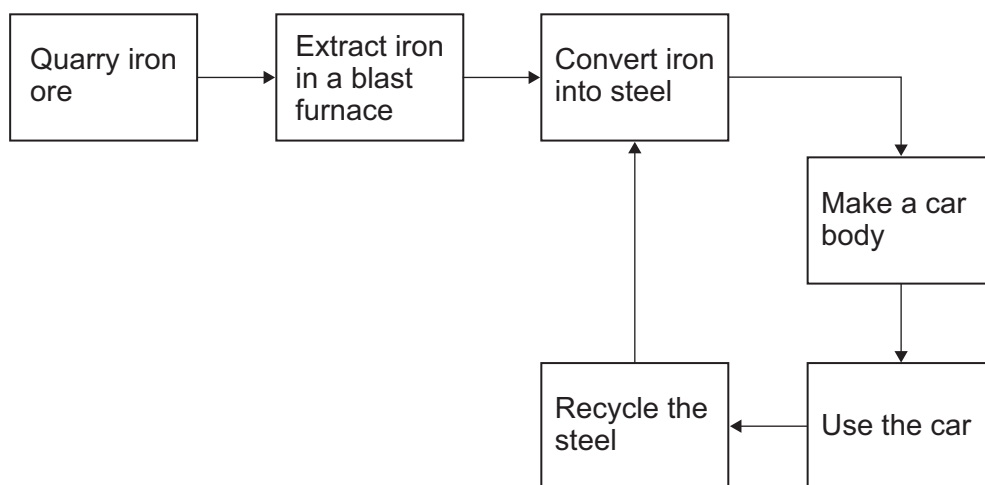 Quarry iron
ore
Extract iron
in a blast
furnace
Convert iron
into steel
Make a car
body
Use the car
Recycle the
steel